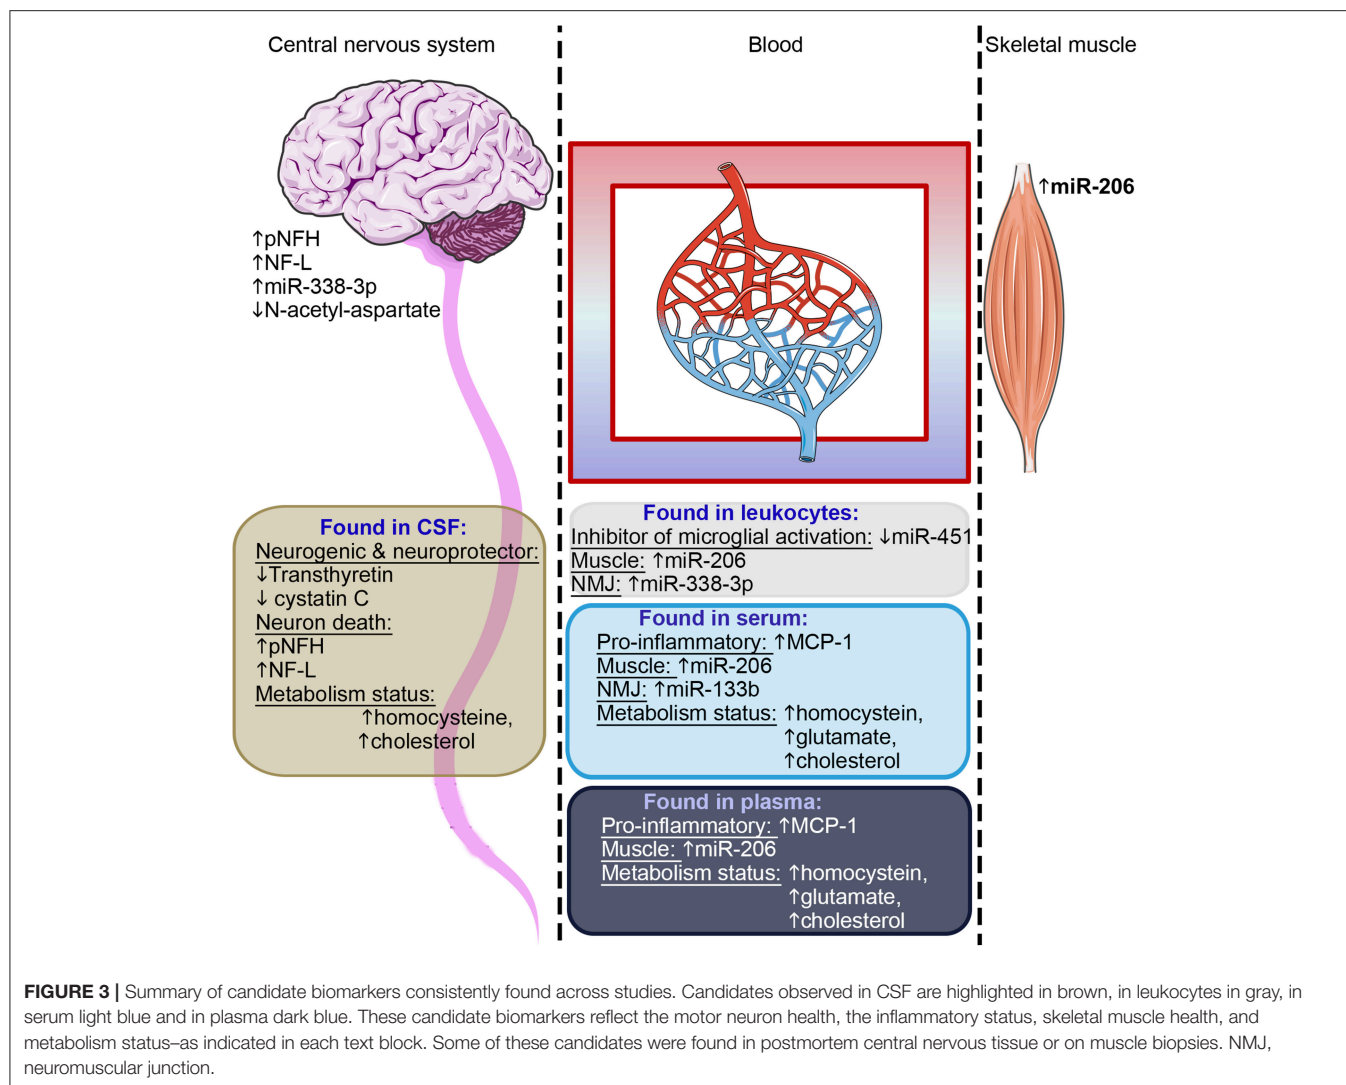 Central nervous system
Blood
Skeletal muscle
↑miR-206
↑pNFH
↑NF-L
↑miR-338-3p
↓N-acetyl-aspartate
Found in CSF:
Neurogenic & neuroprotector:
↓Transthyretin
↓ cystatin C
Neuron death:
↑pNFH
↑NF-L
Metabolism status:
↑homocysteine,
↑cholesterol
Found in leukocytes:
Inhibitor of microglial activation: ↓miR-451
Muscle: ↑miR-206
NMJ: ↑miR-338-3p
Found in serum:
Pro-inflammatory: ↑MCP-1
Muscle: ↑miR-206
NMJ: ↑miR-133b
Metabolism status: ↑homocystein,
↑glutamate,
↑cholesterol
Found in plasma:
Pro-inflammatory: ↑MCP-1
Muscle: ↑miR-206
Metabolism status: ↑homocystein,
↑glutamate,
↑cholesterol
FIGURE 3 | Summary of candidate biomarkers consistently found across studies. Candidates observed in CSF are highlighted in brown, in leukocytes in gray, in
serum light blue and in plasma dark blue. These candidate biomarkers reflect the motor neuron health, the inflammatory status, skeletal muscle health, and
metabolism status–as indicated in each text block. Some of these candidates were found in postmortem central nervous tissue or on muscle biopsies. NMJ,
neuromuscular junction.